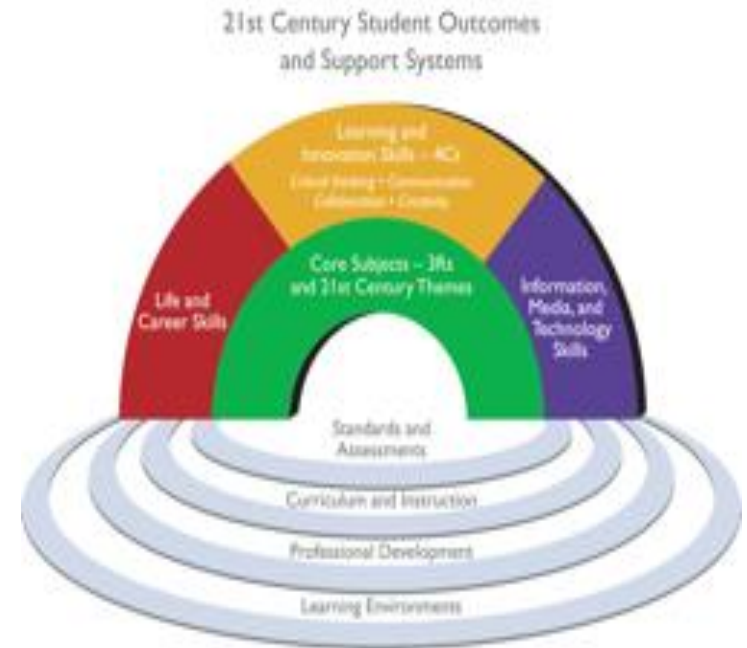 21st Century Student Outcomes
and Support Systems
Learning and
Innovation Skills – 4Cs
Critical thinking • Communication
Collaboration • Creativity
Core Subjects – 3Rs
and 21st Century Themes
Life and
Career Skills
Information,
Media, and
Technology
Skills
Standards and
Assessments
Curriculum and Instruction
Professional Development
Learning Environments